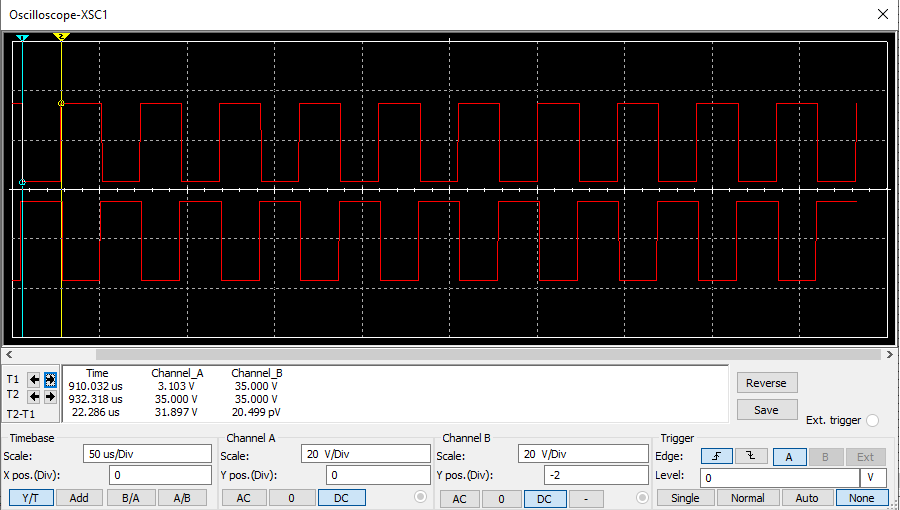 Oscilloscope-XSC1
1 2
Time Channel_A Channel_B
T1 910.032 us 3.103 V 35.000 V
T2 932.318 us 35.000 V 35.000 V
T2-T1 22.286 us 31.897 V 20.499 pV
Reverse
Save
Ext. trigger
Timebase Channel A Channel B Trigger
Scale: 50 us/Div Scale: 20 V/Div Scale: 20 V/Div Edge: A B Ext
X pos.(Div): 0 Y pos.(Div): 0 Y pos.(Div): -2 Level: 0 V
Y/T Add B/A A/B AC 0 DC AC 0 DC - Single Normal Auto None